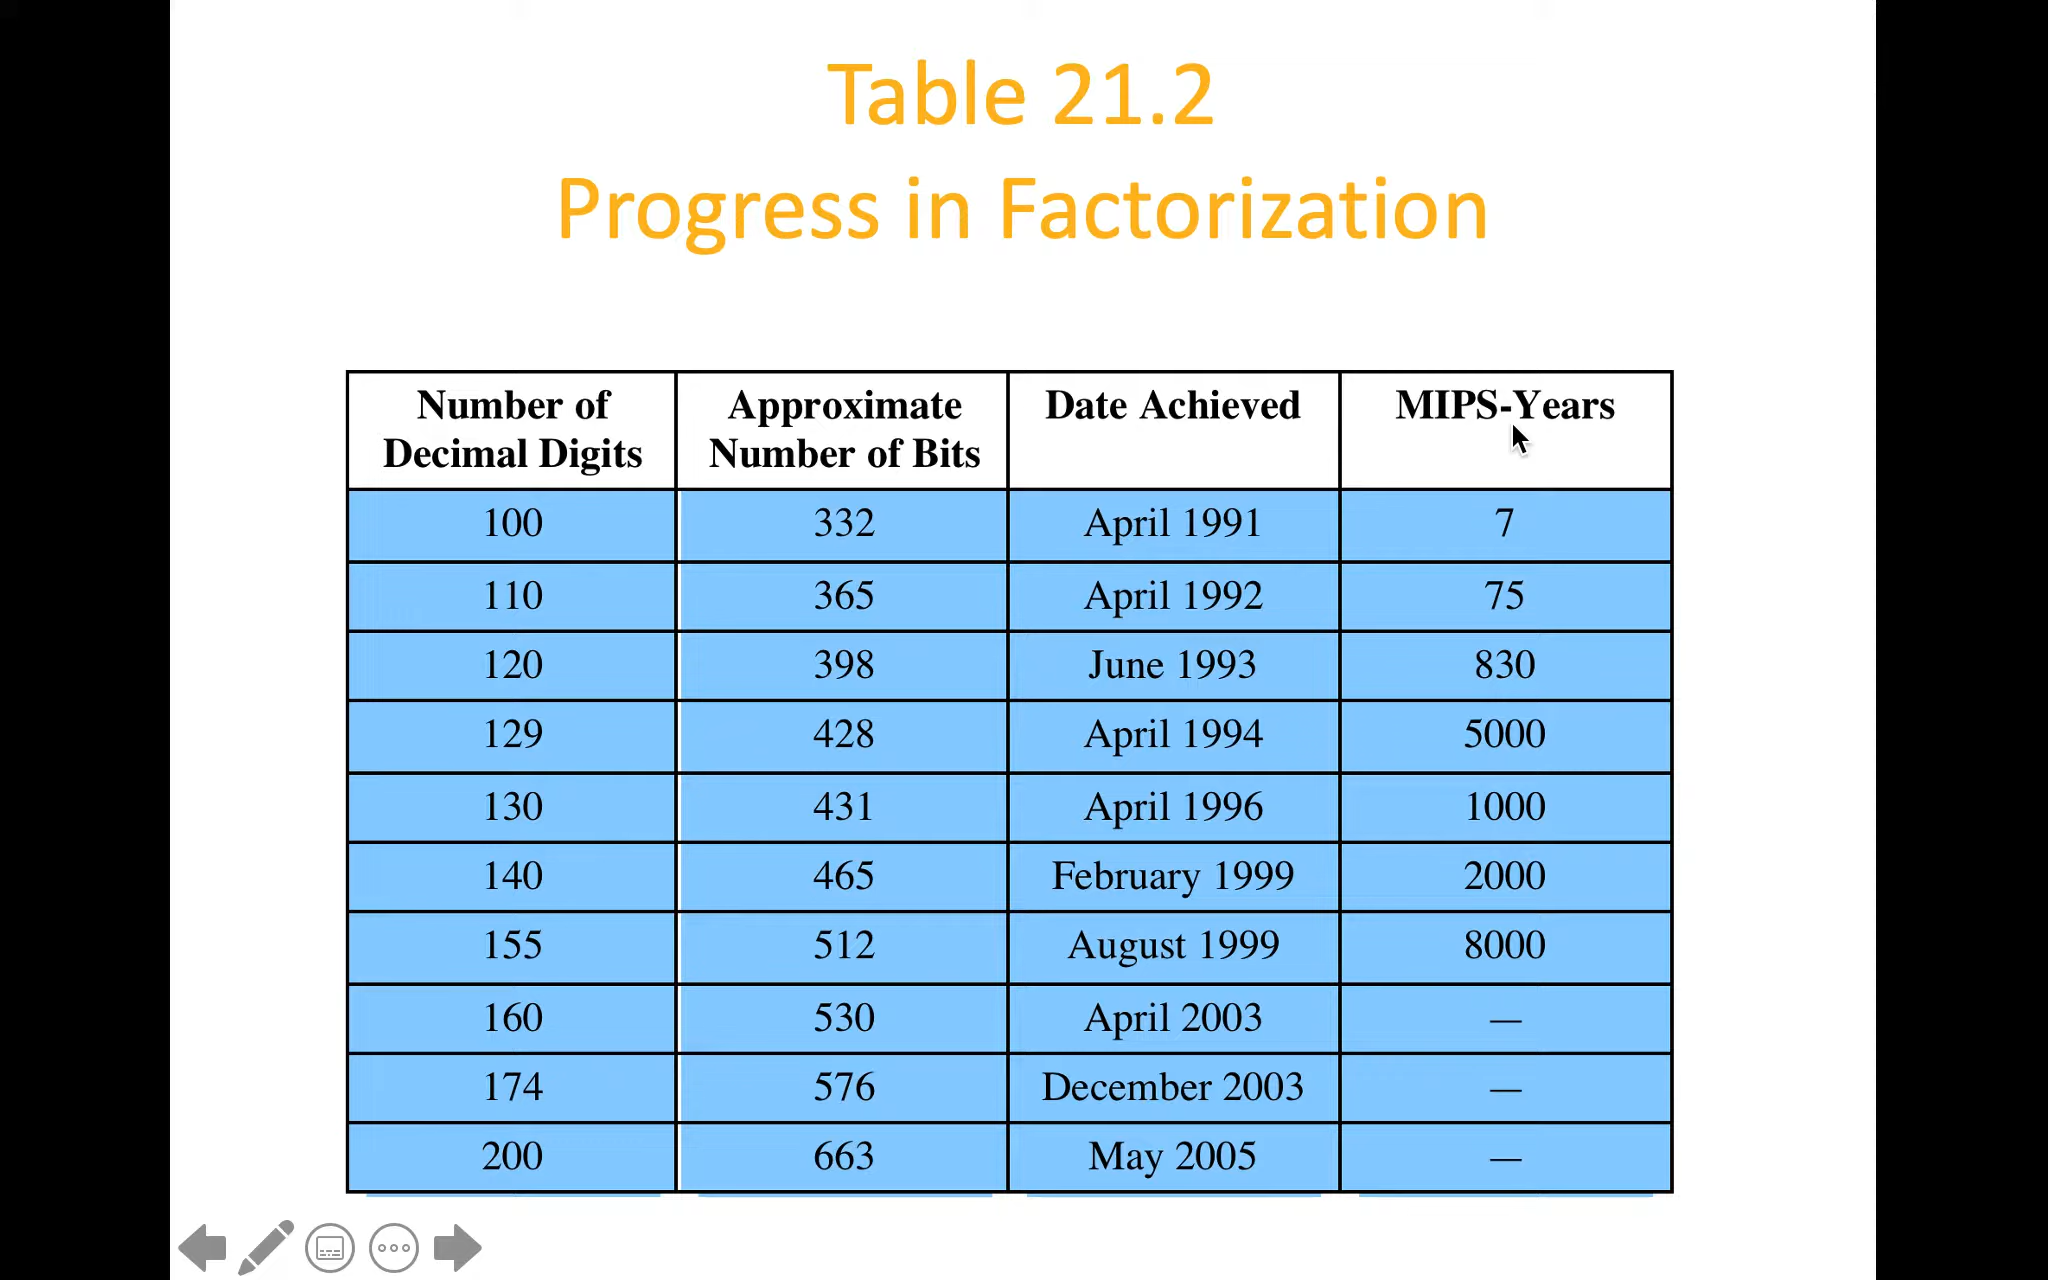 Table 21.2
Progress in Factorization
Number of Decimal Digits Approximate Number of Bits Date Achieved MIPS-Years
100 332 April 1991 7
110 365 April 1992 75
120 398 June 1993 830
129 428 April 1994 5000
130 431 April 1996 1000
140 465 February 1999 2000
155 512 August 1999 8000
160 530 April 2003 —
174 576 December 2003 —
200 663 May 2005 —